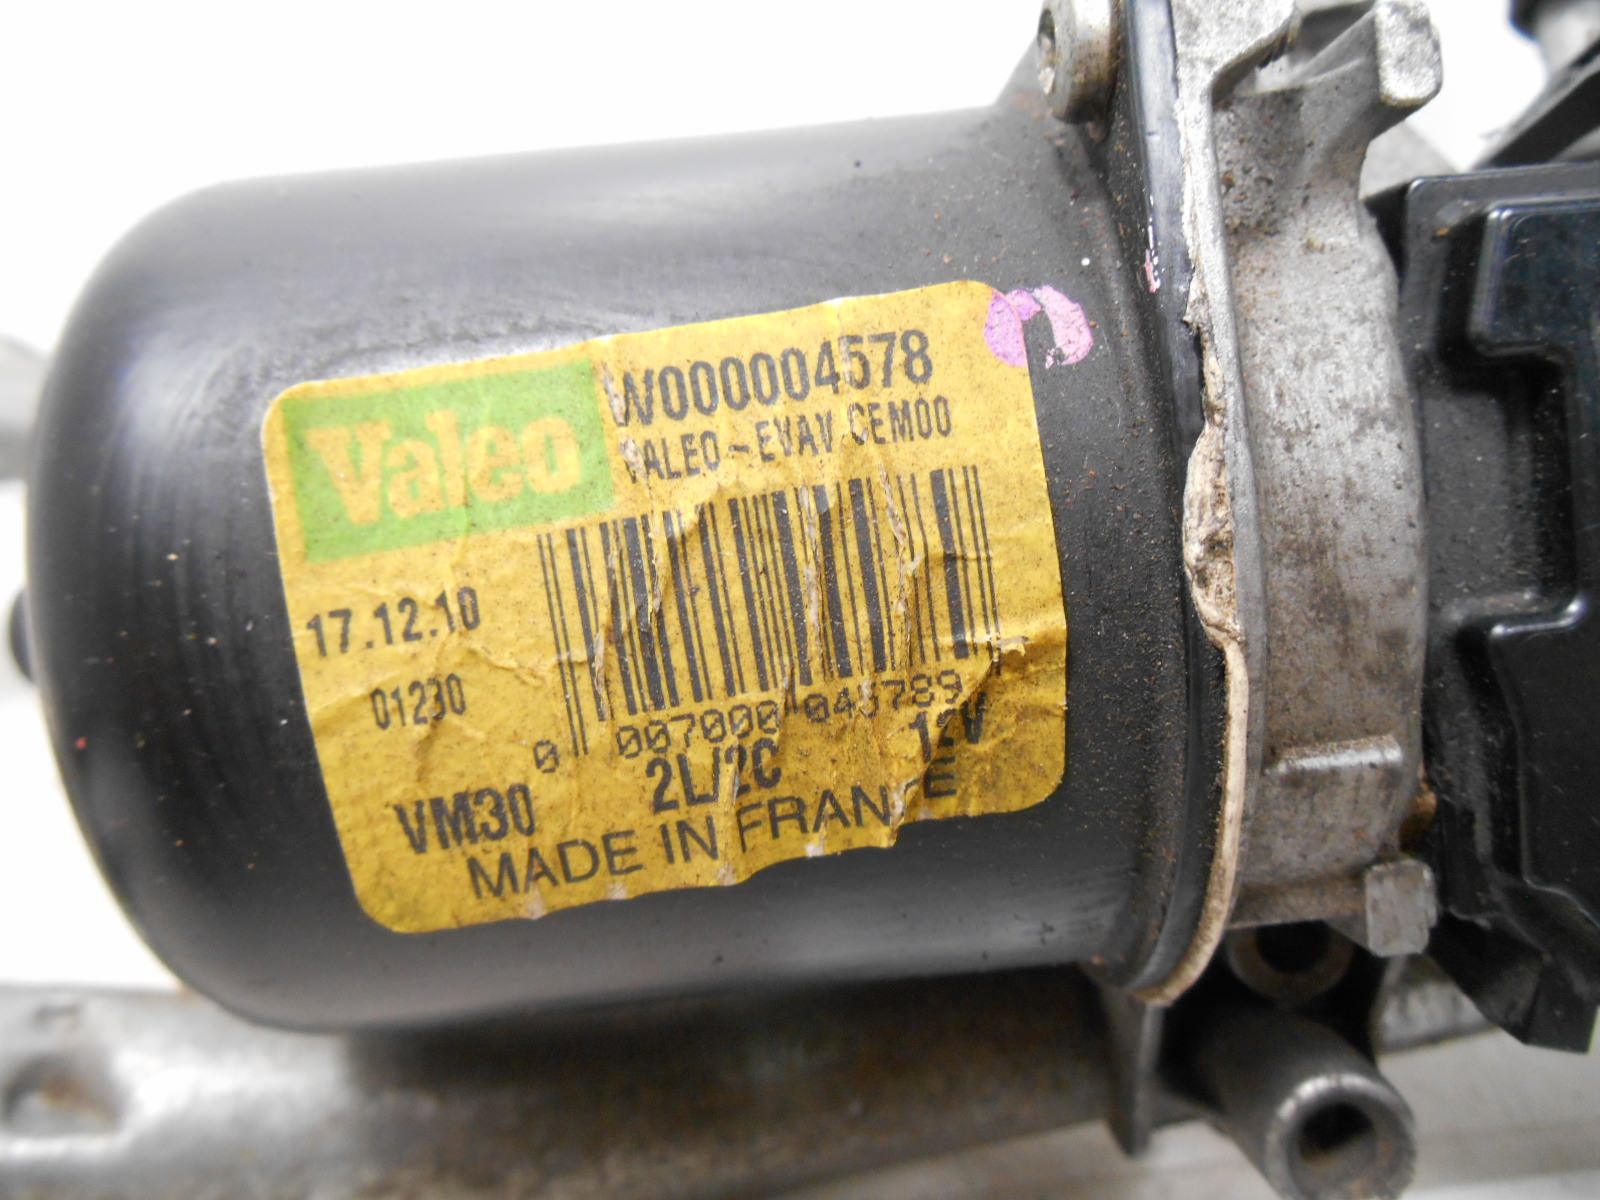 Valeo
W000004578
VALEO-EVAV CEM00
17.12.10
01230
0 007000 045789
VM30
2L/2C
12V
MADE IN FRANCE